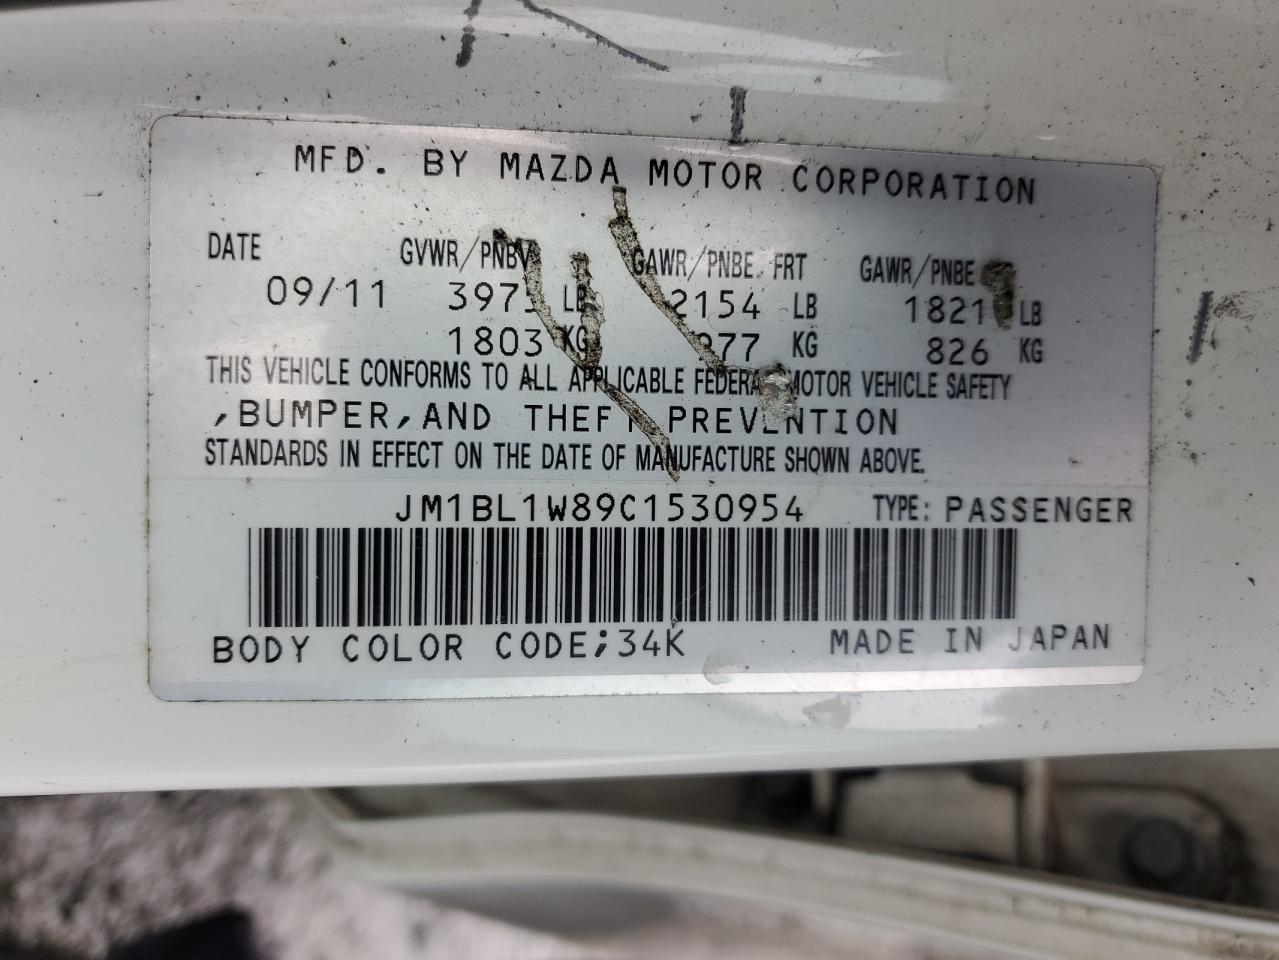 MFD. BY MAZDA MOTOR CORPORATION
DATE GVWR/PNBV GAWR/PNBE FRT GAWR/PNBE
09/11 LB 2154 LB 1821 LB
1803 KG KG 826 KG
THIS VEHICLE CONFORMS TO ALL APPLICABLE FEDERAL MOTOR VEHICLE SAFETY
,BUMPER,AND THEFT PREVENTION
STANDARDS IN EFFECT ON THE DATE OF MANUFACTURE SHOWN ABOVE.
JM1BL1W89C1530954 TYPE: PASSENGER
BODY COLOR CODE;34K MADE IN JAPAN